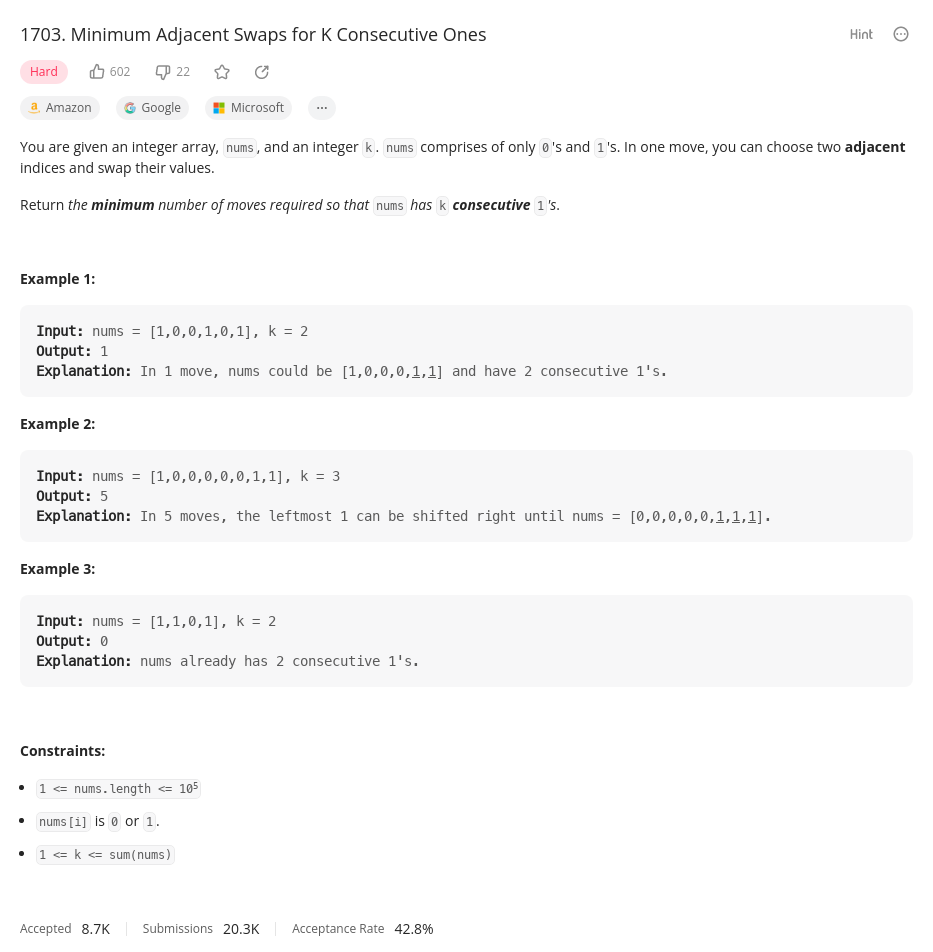 1703. Minimum Adjacent Swaps for K Consecutive Ones
Hint
Hard
602
22
Amazon
Google
Microsoft
...
You are given an integer array, nums, and an integer k. nums comprises of only 0's and 1's. In one move, you can choose two adjacent
indices and swap their values.
Return the minimum number of moves required so that nums has k consecutive 1's.
Example 1:
Input: nums = [1,0,0,1,0,1], k = 2
Output: 1
Explanation: In 1 move, nums could be [1,0,0,0,1,1] and have 2 consecutive 1's.
Example 2:
Input: nums = [1,0,0,0,0,0,1,1], k = 3
Output: 5
Explanation: In 5 moves, the leftmost 1 can be shifted right until nums = [0,0,0,0,0,1,1,1].
Example 3:
Input: nums = [1,1,0,1], k = 2
Output: 0
Explanation: nums already has 2 consecutive 1's.
Constraints:
• 1 <= nums.length <= 10⁵
• nums[i] is 0 or 1.
• 1 <= k <= sum(nums)
Accepted 8.7K Submissions 20.3K Acceptance Rate 42.8%